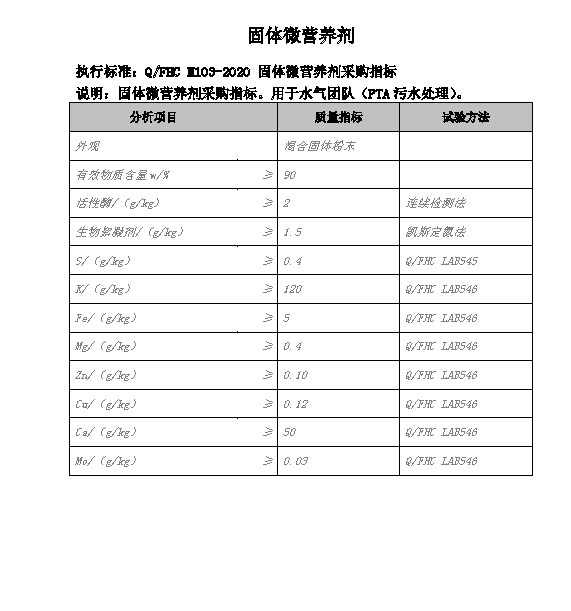 固体微营养剂
执行标准：Q/FHC M103-2020 固体微营养剂采购指标
说明：固体微营养剂采购指标。用于水气团队（PTA污水处理）。
分析项目 质量指标 试验方法
外观 混合固体粉末
有效物质含量w/% ≥ 90
活性酶/（g/kg） ≥ 2 连续检测法
生物絮凝剂/（g/kg） ≥ 1.5 凯斯定氮法
S/（g/kg） ≥ 0.4 Q/FHC LAB545
K/（g/kg） ≥ 120 Q/FHC LAB546
Fe/（g/kg） ≥ 5 Q/FHC LAB546
Mg/（g/kg） ≥ 0.4 Q/FHC LAB546
Zn/（g/kg） ≥ 0.10 Q/FHC LAB546
Cu/（g/kg） ≥ 0.12 Q/FHC LAB546
Ca/（g/kg） ≥ 50 Q/FHC LAB546
Mo/（g/kg） ≥ 0.03 Q/FHC LAB546